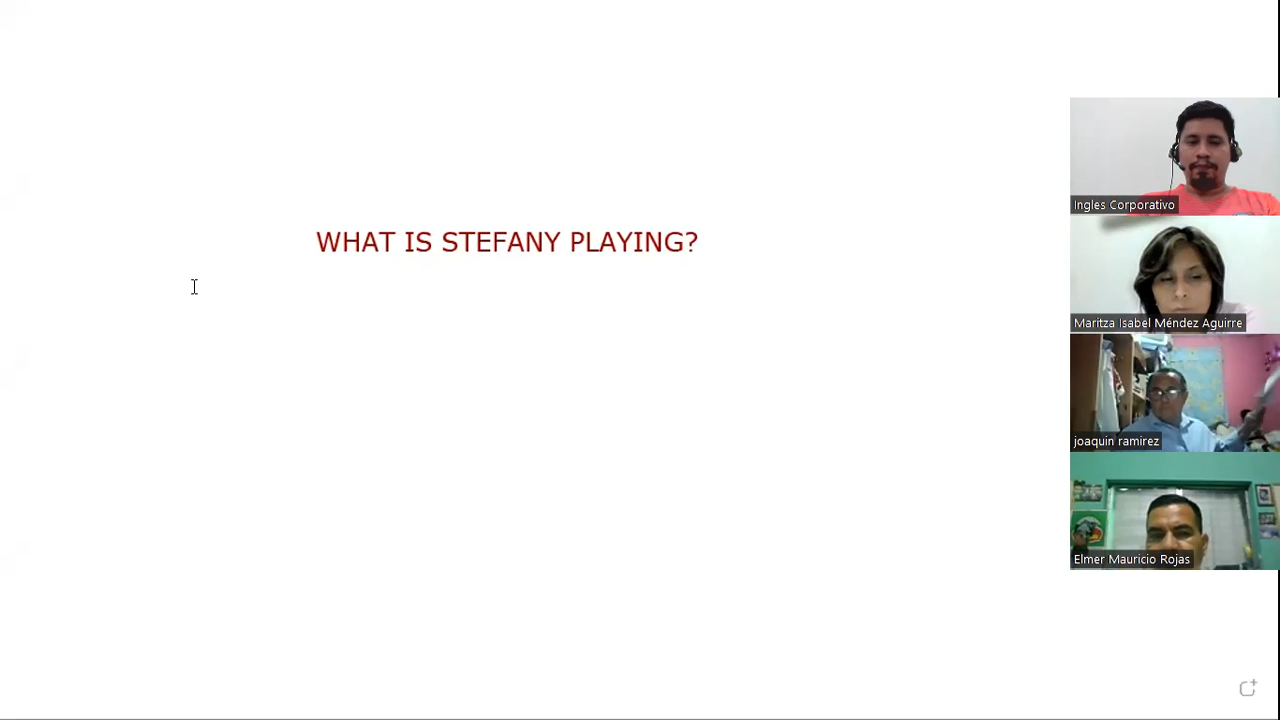 WHAT IS STEFANY PLAYING?
Ingles Corporativo
Maritza Isabel Méndez Aguirre
joaquin ramirez
Elmer Mauricio Rojas